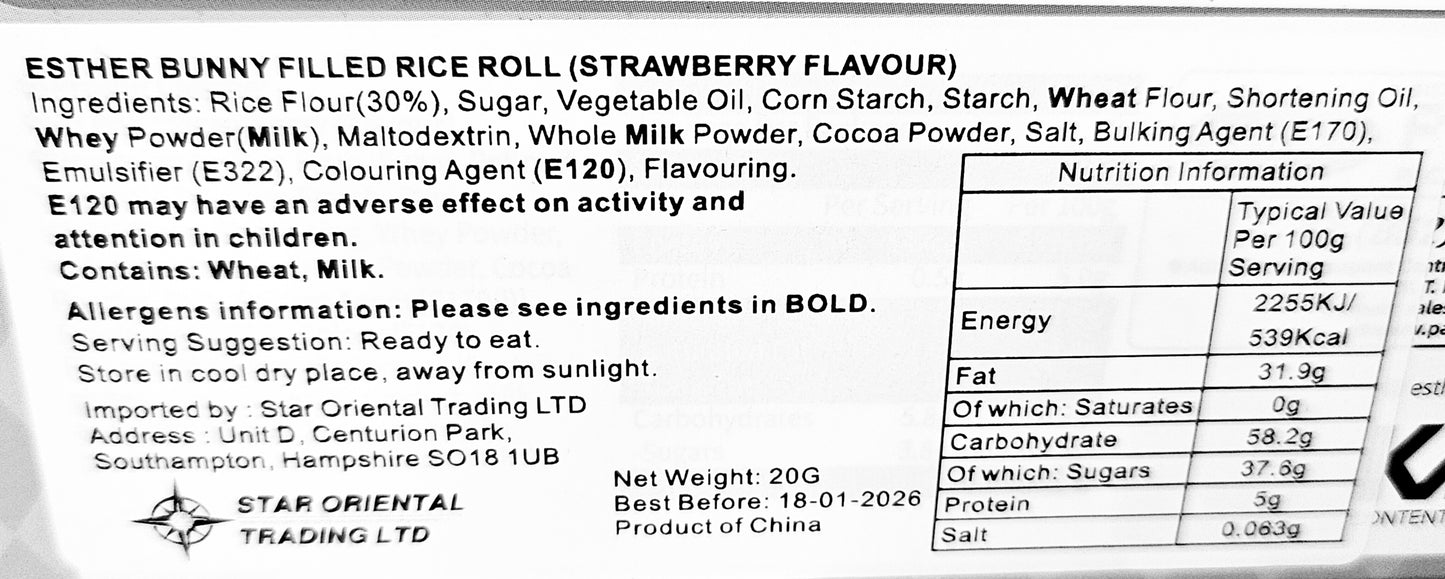 ESTHER BUNNY FILLED RICE ROLL (STRAWBERRY FLAVOUR)
Ingredients: Rice Flour(30%), Sugar, Vegetable Oil, Corn Starch, Starch, Wheat Flour, Shortening Oil,
Whey Powder(Milk), Maltodextrin, Whole Milk Powder, Cocoa Powder, Salt, Bulking Agent (E170),
Emulsifier (E322), Colouring Agent (E120), Flavouring.
E120 may have an adverse effect on activity and
attention in children.
Contains: Wheat, Milk.
Allergens information: Please see ingredients in BOLD.
Serving Suggestion: Ready to eat.
Store in cool dry place, away from sunlight.
Imported by : Star Oriental Trading LTD
Address : Unit D, Centurion Park,
Southampton, Hampshire SO18 1UB
STAR ORIENTAL
TRADING LTD
Net Weight: 20G
Best Before: 18-01-2026
Product of China
Nutrition Information
Typical Value
Per 100g
Serving
Energy 2255KJ/
539Kcal
Fat 31.9g
Of which: Saturates 0g
Carbohydrate 58.2g
Of which: Sugars 37.6g
Protein 5g
Salt 0.063g